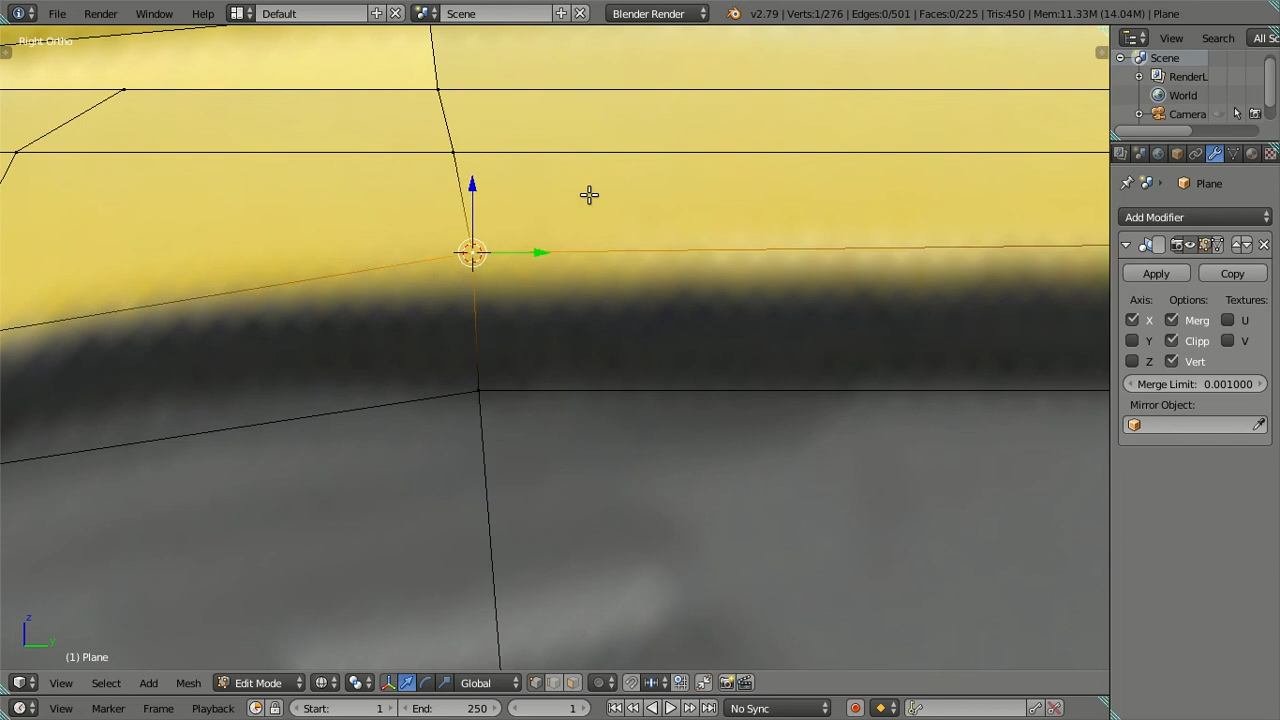 File Render Window Help Default Scene Blender Render v2.79 | Verts:1/276 | Edges:0/501 | Faces:0/225 | Tris:450 | Mem:11.33M (14.04M) | Plane
Right Ortho
View Search All Sc
Scene
RenderL
World
Camera
Plane
Add Modifier
Apply Copy
Axis: Options: Textures:
X Merg U
Y Clipp V
Z Vert
Merge Limit: 0.001000
Mirror Object:
z
y
(1) Plane
View Select Add Mesh Edit Mode Global
View Marker Frame Playback Start: 1 End: 250 1 No Sync